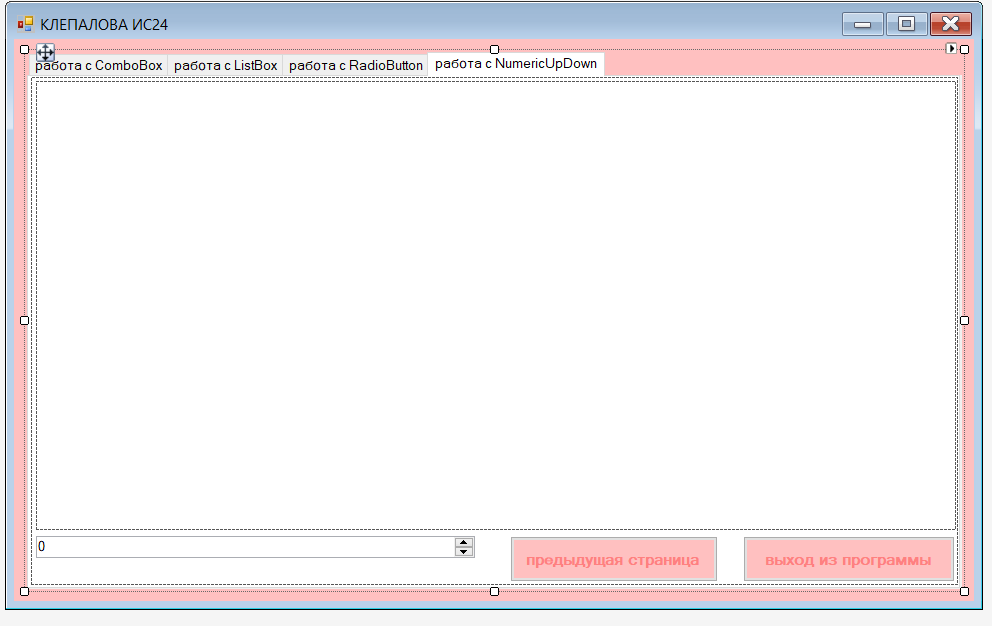 КЛЕПАЛОВА ИС24
работа с ComboBox работа с ListBox работа с RadioButton работа с NumericUpDown
0
предыдущая страница выход из программы